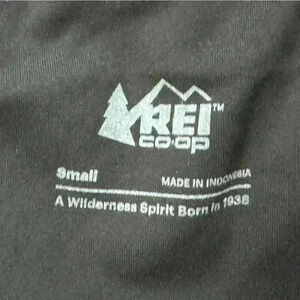 REI™
CO·OP
Small MADE IN INDONESIA
A Wilderness Spirit Born in 1938